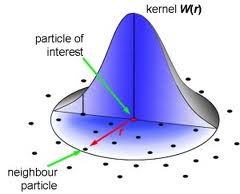 kernel W(r)
particle of
interest
r
neighbour
particle